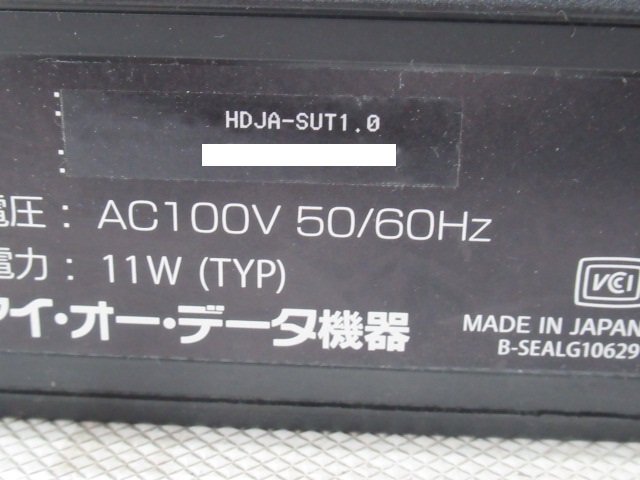 HDJA-SUT1.0
電圧 : AC100V 50/60Hz
電力 : 11W (TYP)
アイ・オー・データ機器
VCCI
MADE IN JAPAN
B-SEALG10629